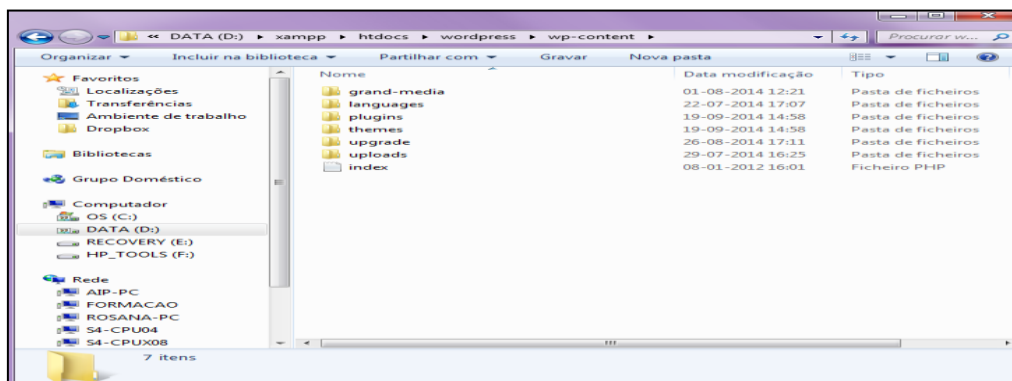 « DATA (D:) ▸ xampp ▸ htdocs ▸ wordpress ▸ wp-content ▸ Procurar w...
Organizar Incluir na biblioteca Partilhar com Gravar Nova pasta
Favoritos
Localizações
Transferências
Ambiente de trabalho
Dropbox
Bibliotecas
Grupo Doméstico
Computador
OS (C:)
DATA (D:)
RECOVERY (E:)
HP_TOOLS (F:)
Rede
AIP-PC
FORMACAO
ROSANA-PC
S4-CPU04
S4-CPUX08
Nome Data modificação Tipo
grand-media 01-08-2014 12:21 Pasta de ficheiros
languages 22-07-2014 17:07 Pasta de ficheiros
plugins 19-09-2014 14:58 Pasta de ficheiros
themes 19-09-2014 14:58 Pasta de ficheiros
upgrade 26-08-2014 17:11 Pasta de ficheiros
uploads 29-07-2014 16:25 Pasta de ficheiros
index 08-01-2012 16:01 Ficheiro PHP
7 itens